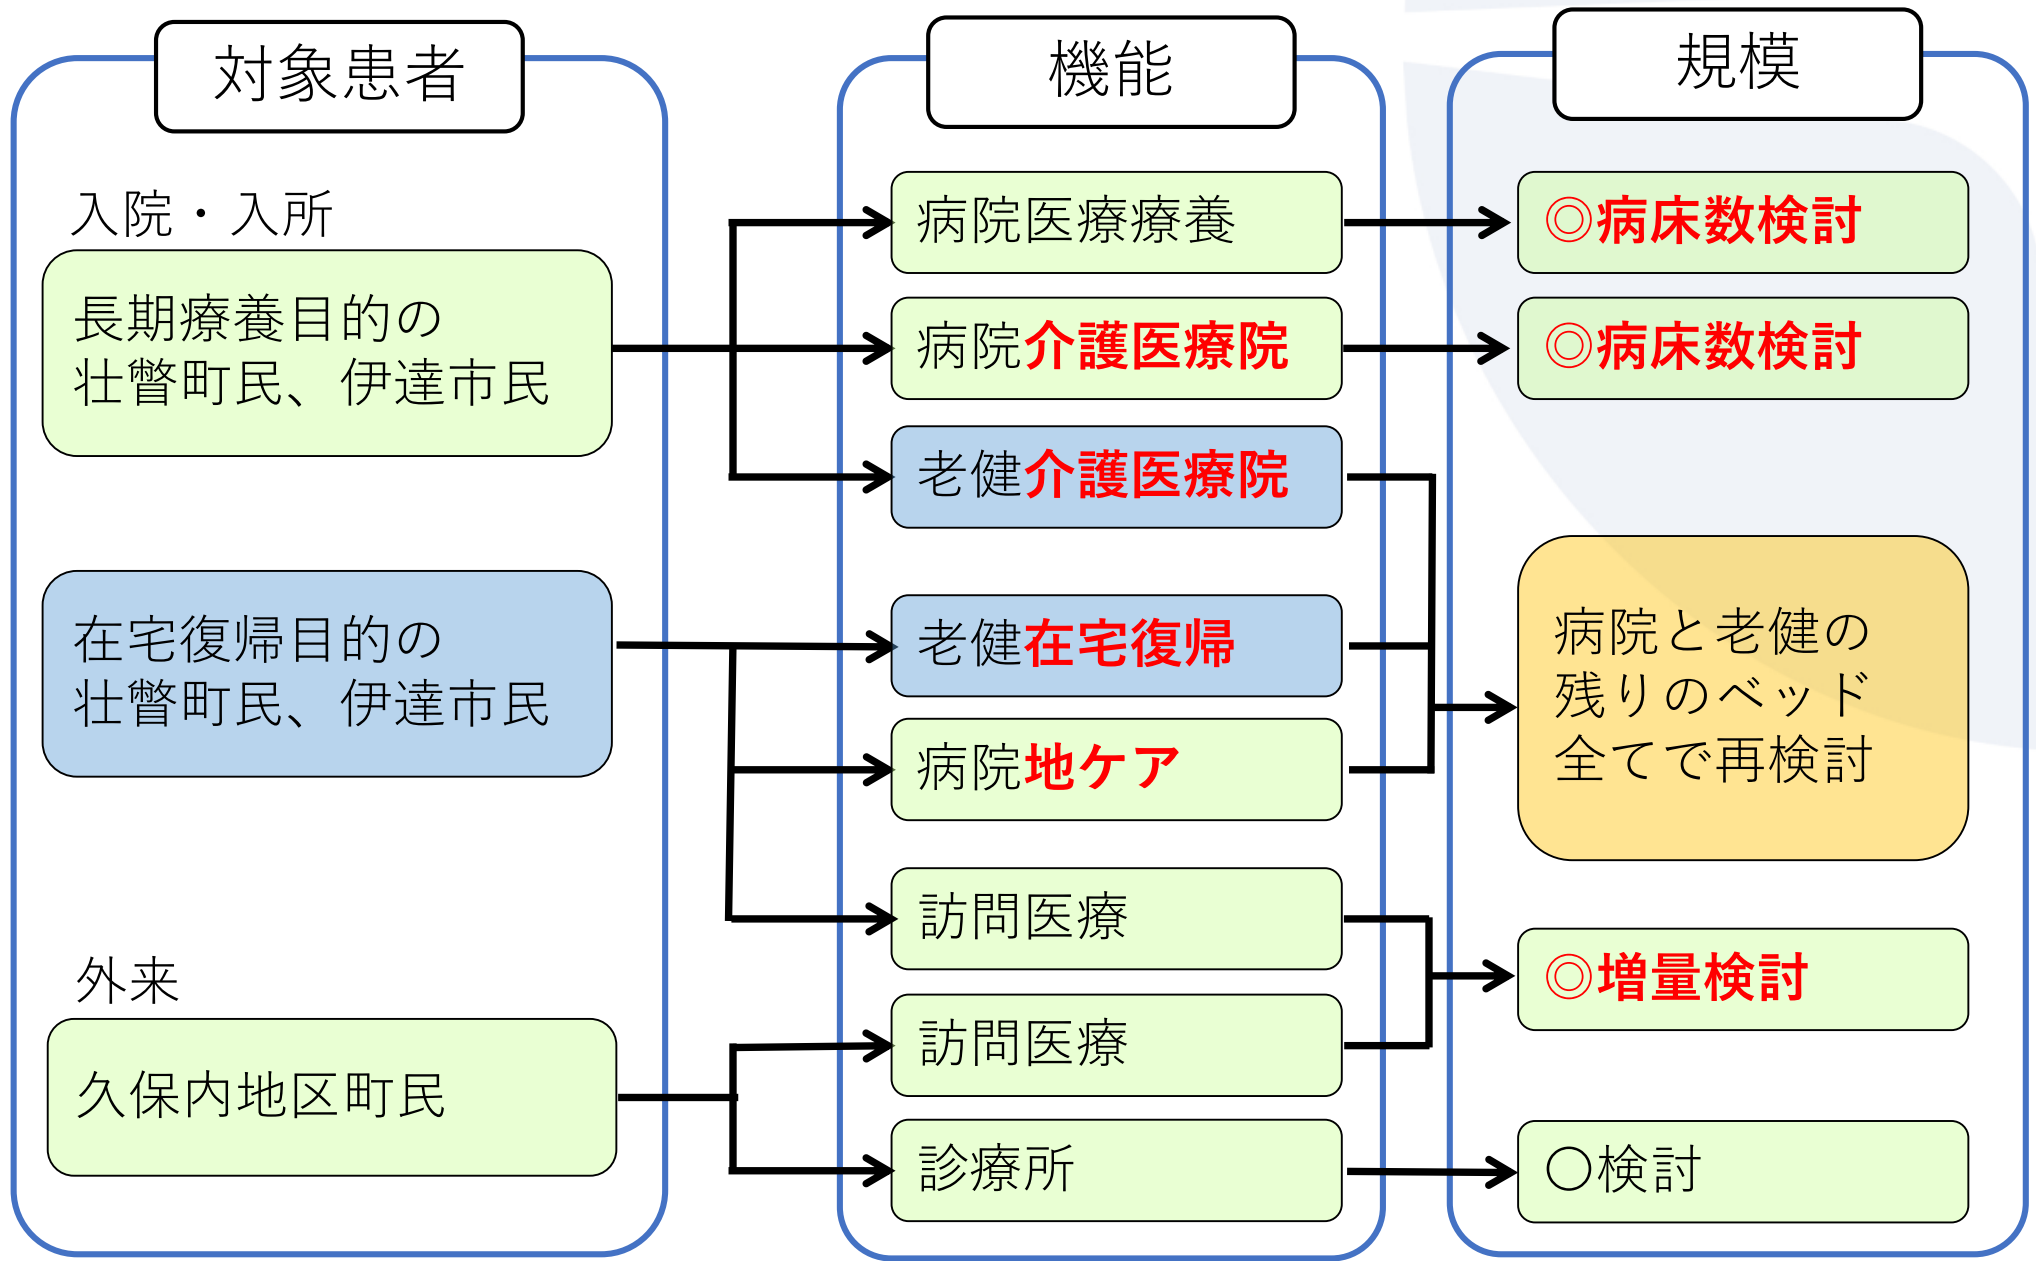 対象患者
入院・入所
長期療養目的の
壮瞥町民、伊達市民
在宅復帰目的の
壮瞥町民、伊達市民
外来
久保内地区町民
機能
病院医療療養
病院介護医療院
老健介護医療院
老健在宅復帰
病院地ケア
訪問医療
訪問医療
診療所
規模
◎病床数検討
◎病床数検討
病院と老健の
残りのベッド
全てで再検討
◎増量検討
〇検討